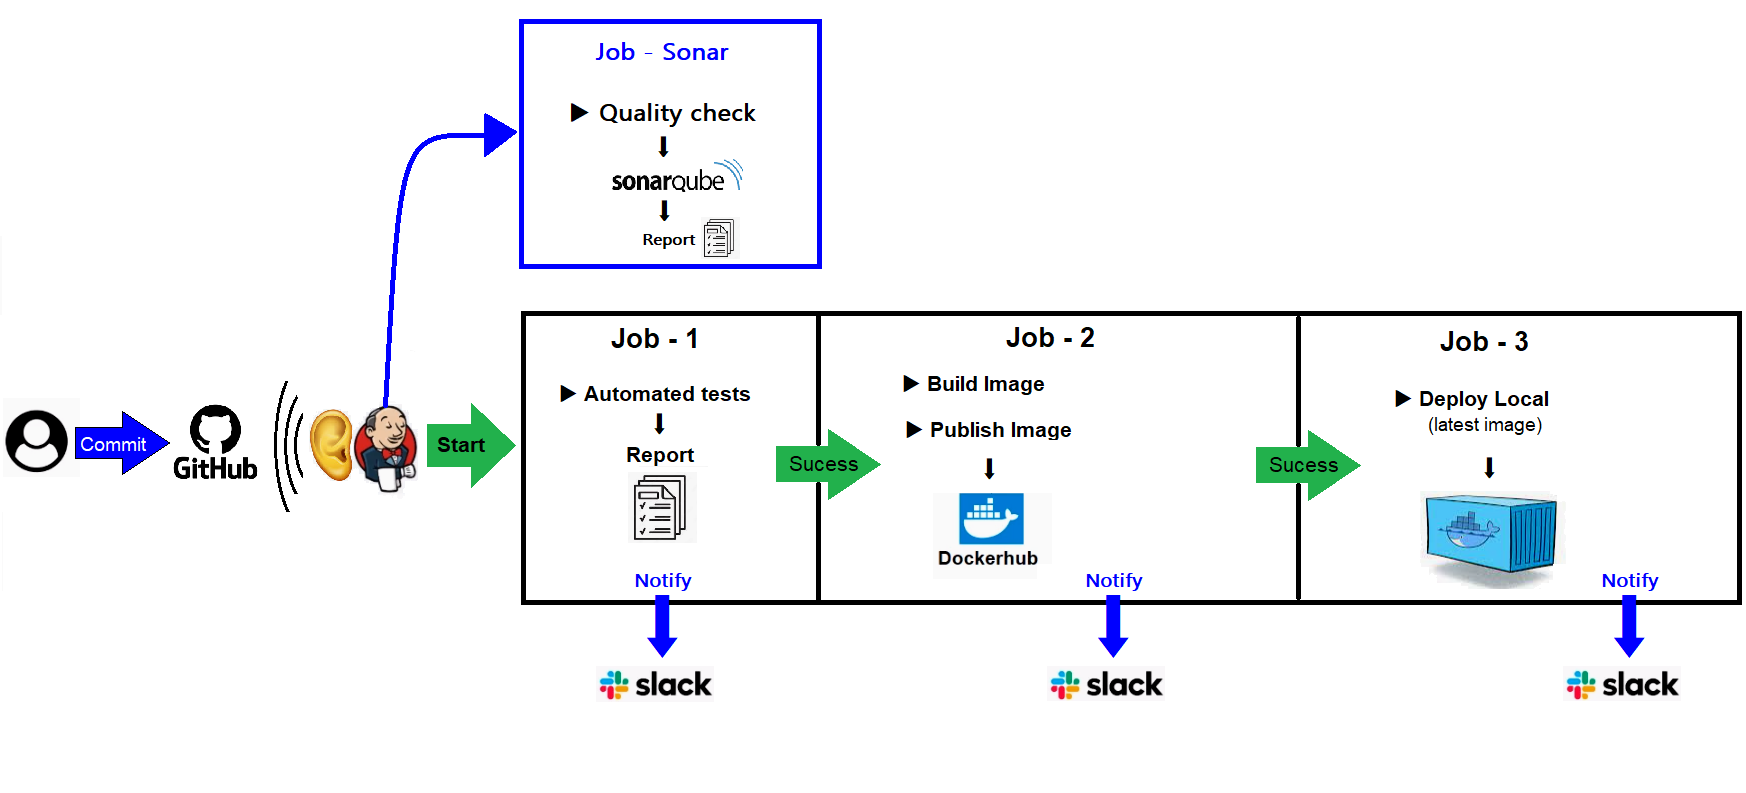 Job - Sonar
▶ Quality check
sonarqube
Report
Commit
GitHub
Start
Job - 1
▶ Automated tests
Report
Notify
slack
Sucess
Job - 2
▶ Build Image
▶ Publish Image
Dockerhub
Notify
slack
Sucess
Job - 3
▶ Deploy Local
(latest image)
Notify
slack